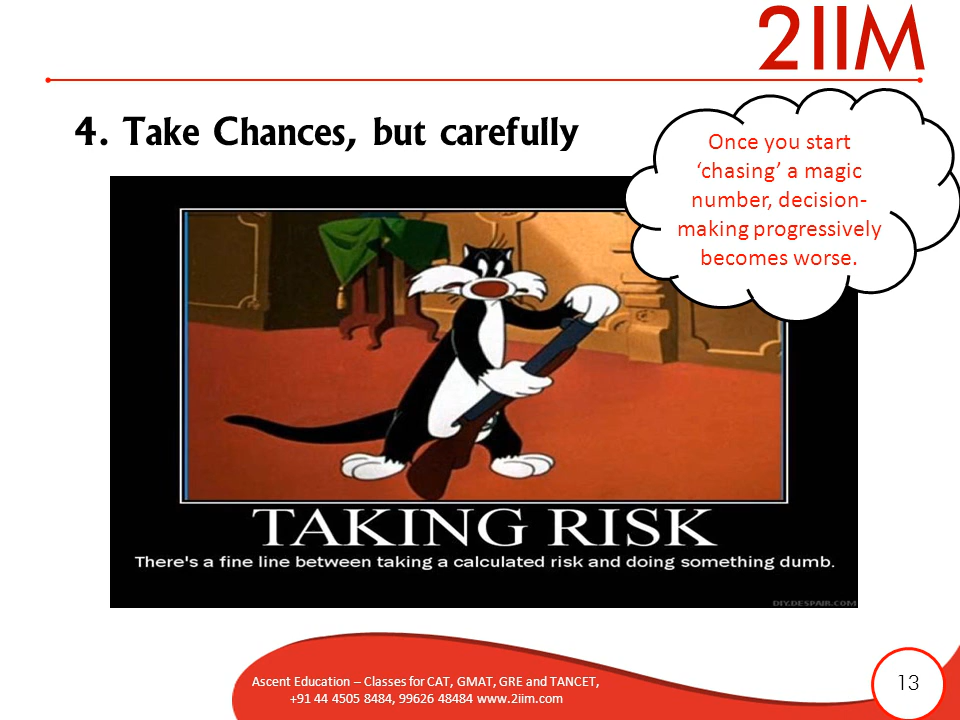 2IIM
4. Take Chances, but carefully
Once you start
‘chasing’ a magic
number, decision-
making progressively
becomes worse.
TAKING RISK
There's a fine line between taking a calculated risk and doing something dumb.
DIY.DESPAIR.COM
Ascent Education – Classes for CAT, GMAT, GRE and TANCET,
+91 44 4505 8484, 99626 48484 www.2iim.com
13